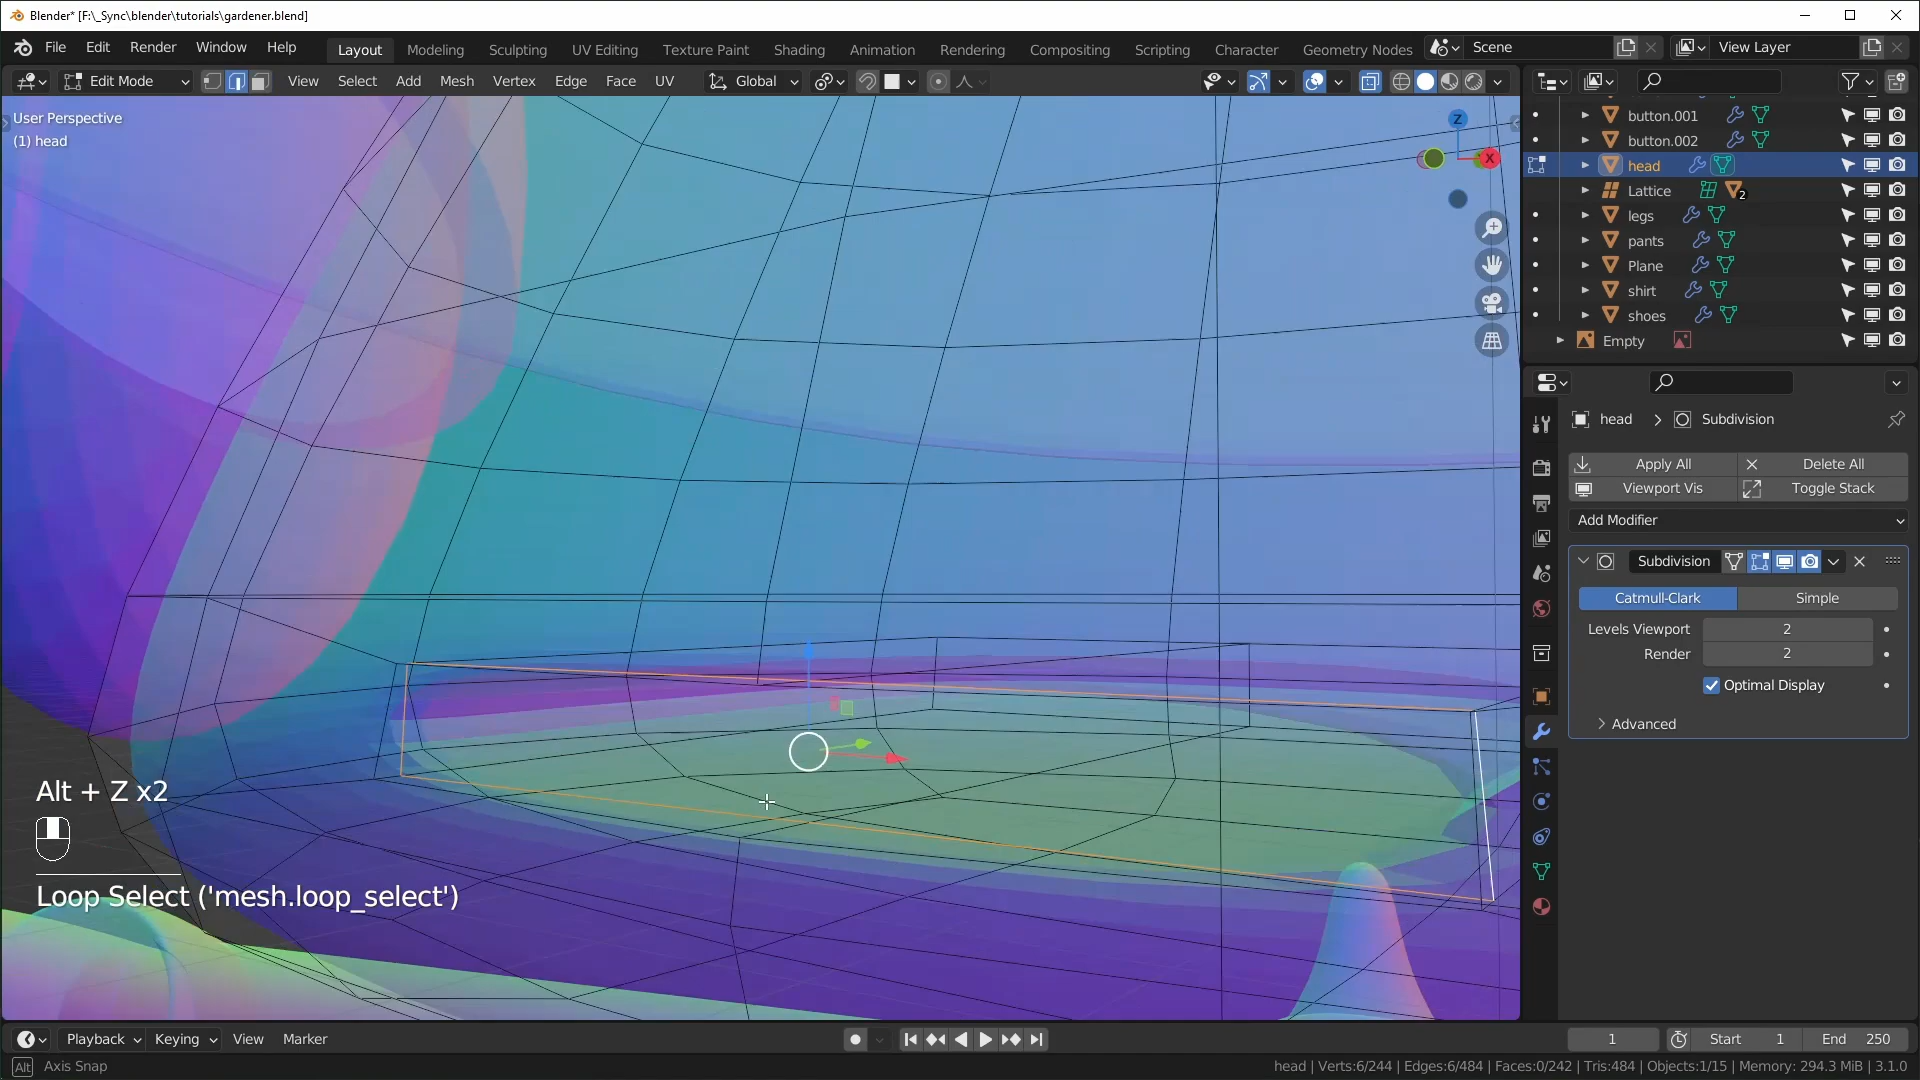 Blender* [F:\_Sync\blender\tutorials\gardener.blend]
File Edit Render Window Help
Layout Modeling Sculpting UV Editing Texture Paint Shading Animation Rendering Compositing Scripting Character Geometry Nodes
Scene View Layer
Edit Mode View Select Add Mesh Vertex Edge Face UV Global
User Perspective
(1) head
Z
X
button.001
button.002
head
Lattice 2
legs
pants
Plane
shirt
shoes
Empty
head > Subdivision
Apply All Delete All
Viewport Vis Toggle Stack
Add Modifier
Subdivision
Catmull-Clark Simple
Levels Viewport 2
Render 2
Optimal Display
Advanced
Alt + Z x2
Loop Select ('mesh.loop_select')
Playback Keying View Marker
1 Start 1 End 250
Alt Axis Snap
head | Verts:6/244 | Edges:6/484 | Faces:0/242 | Tris:484 | Objects:1/15 | Memory: 294.3 MiB | 3.1.0